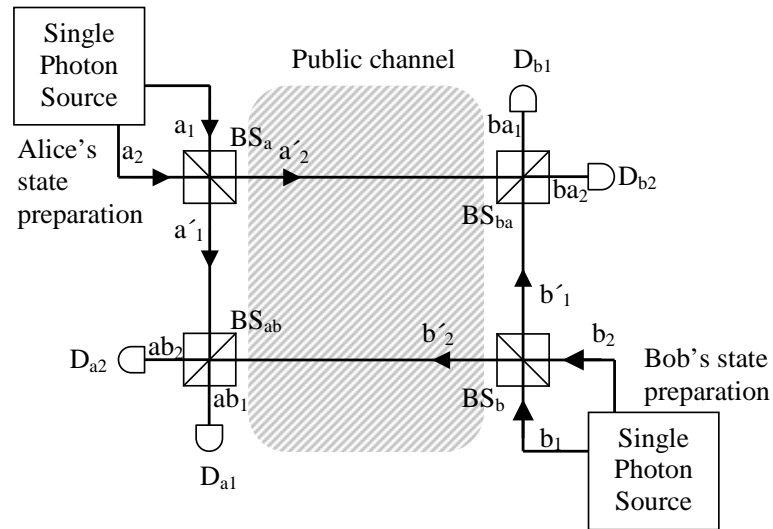 Single
Photon
Source
Public channel
D_b1
a_1
ba_1
BS_a
a´_2
Alice's
a_2
state
preparation
ba_2
D_b2
BS_ba
a´_1
b´_1
BS_ab
b´_2
b_2
Bob's state
preparation
D_a2
ab_2
ab_1
BS_b
b_1
D_a1
Single
Photon
Source